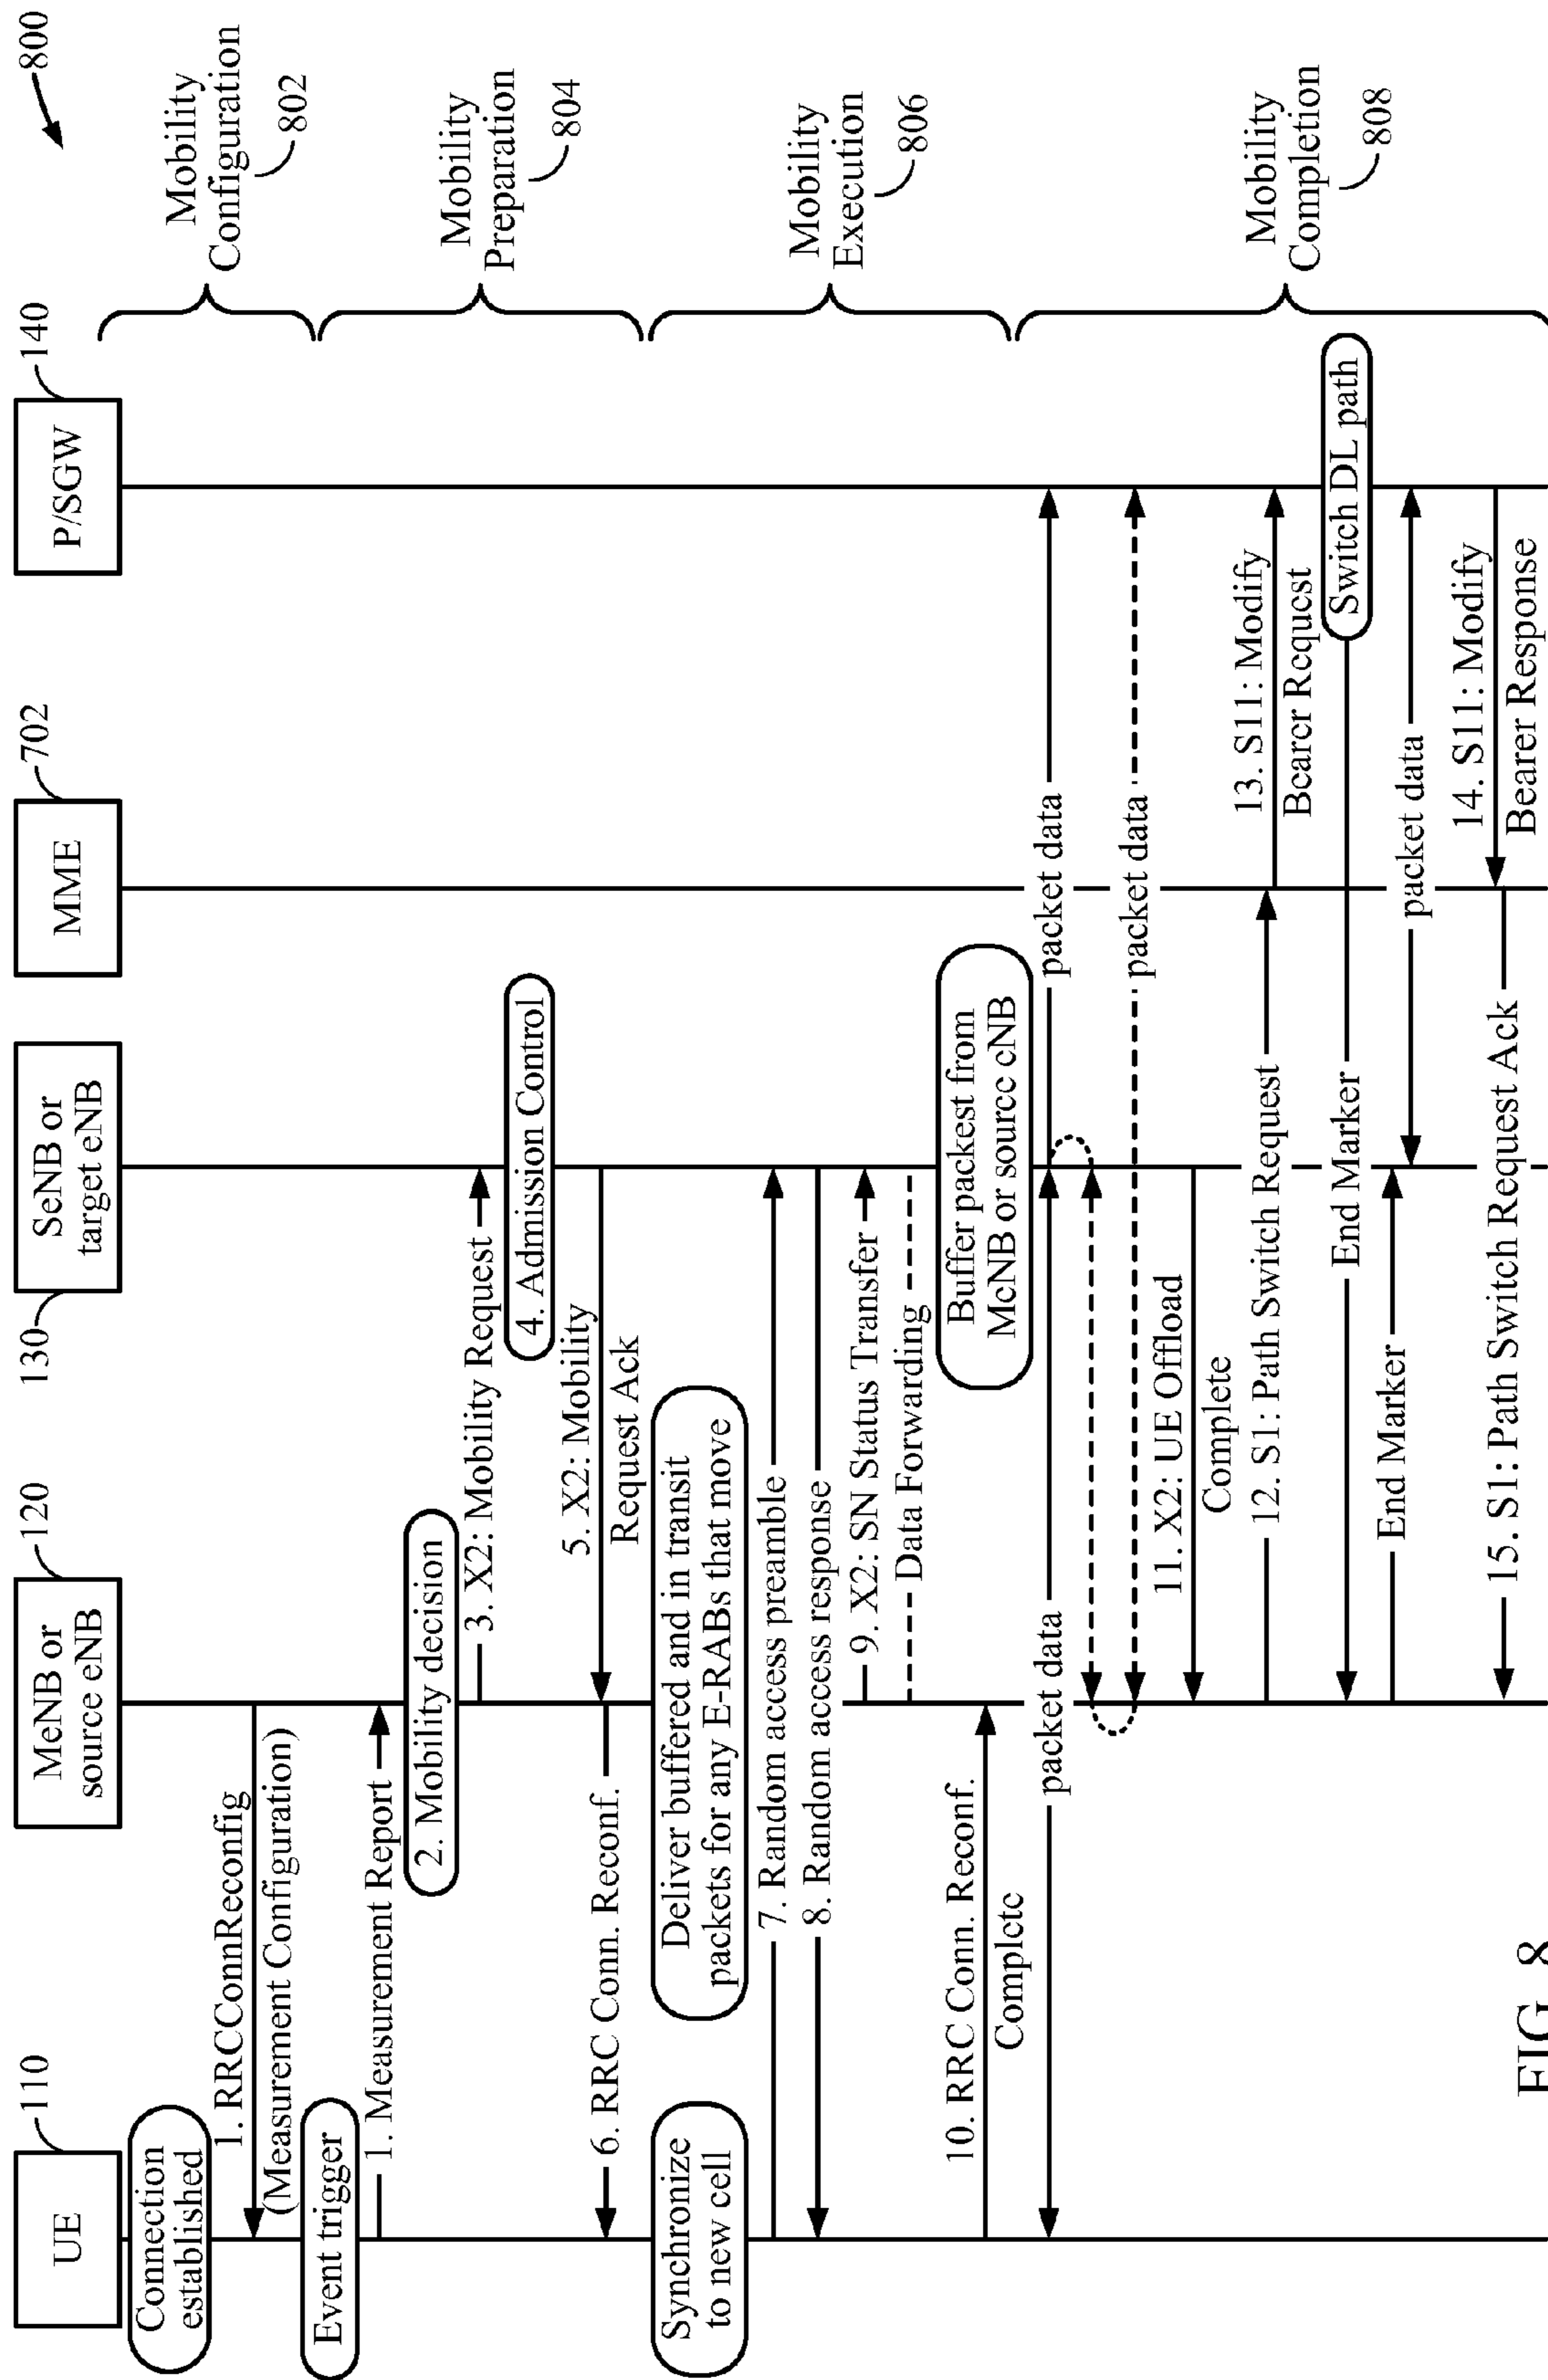 800
UE
110
MeNB or
source eNB
120
SeNB or
target eNB
130
MME
702
P/SGW
140
Connection
established
1. RRCConnReconfig
(Measurement Configuration)
Event trigger
1. Measurement Report
Mobility
Configuration
802
2. Mobility decision
3. X2: Mobility Request
4. Admission Control
5. X2: Mobility
Request Ack
6. RRC Conn. Reconf.
Mobility
Preparation
804
Synchronize
to new cell
Deliver buffered and in transit
packets for any E-RABs that move
7. Random access preamble
8. Random access response
9. X2: SN Status Transfer
Data Forwarding
Buffer packest from
MeNB or source eNB
10. RRC Conn. Reconf.
Complete
Mobility
Execution
806
packet data
packet data
packet data
11. X2: UE Offload
Complete
12. S1: Path Switch Request
13. S11: Modify
Bearer Request
Switch DL path
End Marker
End Marker
packet data
14. S11: Modify
Bearer Response
15. S1: Path Switch Request Ack
Mobility
Completion
808
FIG. 8